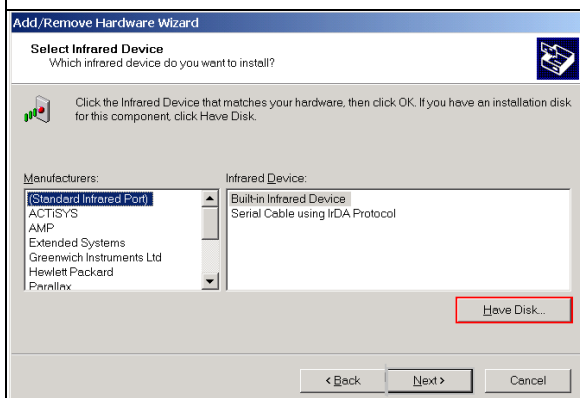 Add/Remove Hardware Wizard
Select Infrared Device
Which infrared device do you want to install?
Click the Infrared Device that matches your hardware, then click OK. If you have an installation disk
for this component, click Have Disk.
Manufacturers:
(Standard Infrared Port)
ACTiSYS
AMP
Extended Systems
Greenwich Instruments Ltd
Hewlett Packard
Parallax
Infrared Device:
Built-in Infrared Device
Serial Cable using IrDA Protocol
Have Disk...
< Back
Next >
Cancel